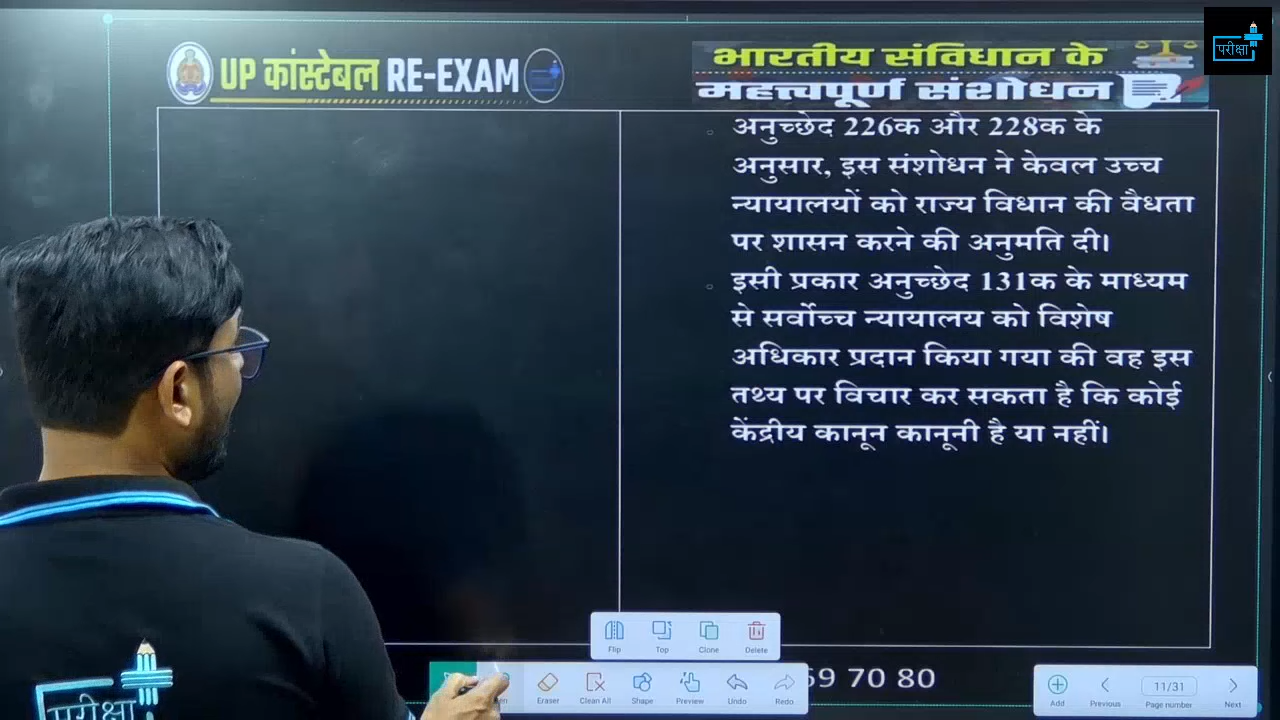 परीक्षा
UP कांस्टेबल RE-EXAM
भारतीय संविधान के
महत्त्वपूर्ण संशोधन
अनुच्छेद 226क और 228क के
अनुसार, इस संशोधन ने केवल उच्च
न्यायालयों को राज्य विधान की वैधता
पर शासन करने की अनुमति दी।
इसी प्रकार अनुच्छेद 131क के माध्यम
से सर्वोच्च न्यायालय को विशेष
अधिकार प्रदान किया गया की वह इस
तथ्य पर विचार कर सकता है कि कोई
केंद्रीय कानून कानूनी है या नहीं।
Flip Top Clone Delete
69 70 80
Eraser Clean All Shape Preview Undo Redo
Add Previous 11/31 Page number Next
परीक्षा